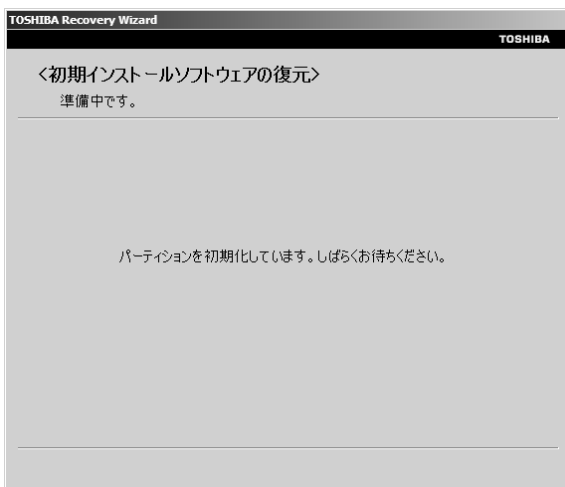 TOSHIBA Recovery Wizard
TOSHIBA
<初期インストールソフトウェアの復元>
準備中です。
パーティションを初期化しています。しばらくお待ちください。